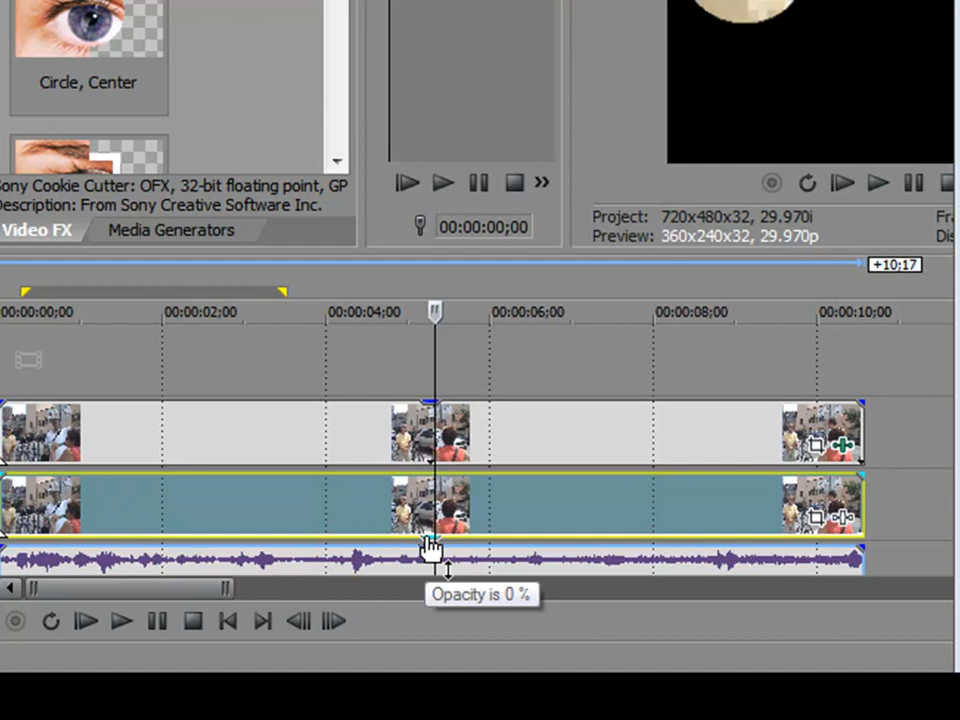 Circle, Center
Sony Cookie Cutter: OFX, 32-bit floating point, GP
Description: From Sony Creative Software Inc.
Video FX
Media Generators
00:00:00;00
Project: 720x480x32, 29.970i
Fra
Preview: 360x240x32, 29.970p
Dis
+10;17
00:00:00;00
00:00:02;00
00:00:04;00
00:00:06;00
00:00:08;00
00:00:10;00
Opacity is 0 %